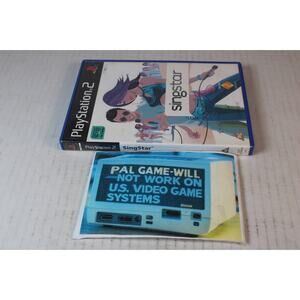 PlayStation.2
singstar
PlayStation.2
SingStar
PAL GAME-WILL
NOT WORK ON
U.S. VIDEO GAME
SYSTEMS